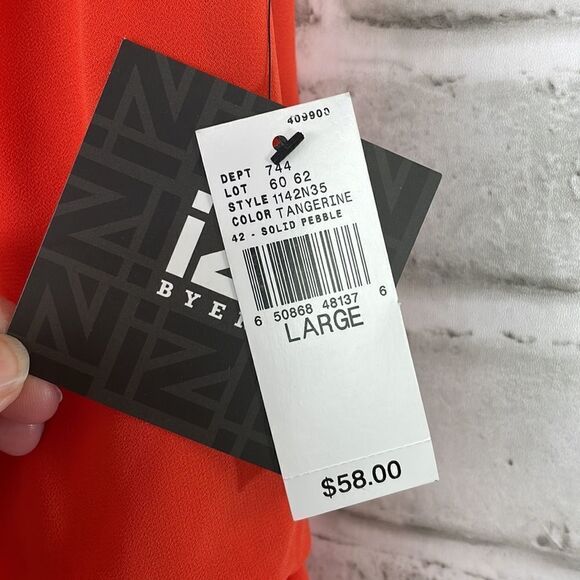 409900
DEPT 744
LOT 60 62
STYLE 1142N35
COLOR TANGERINE
42 - SOLID PEBBLE
6 50868 48137 6
LARGE
$58.00